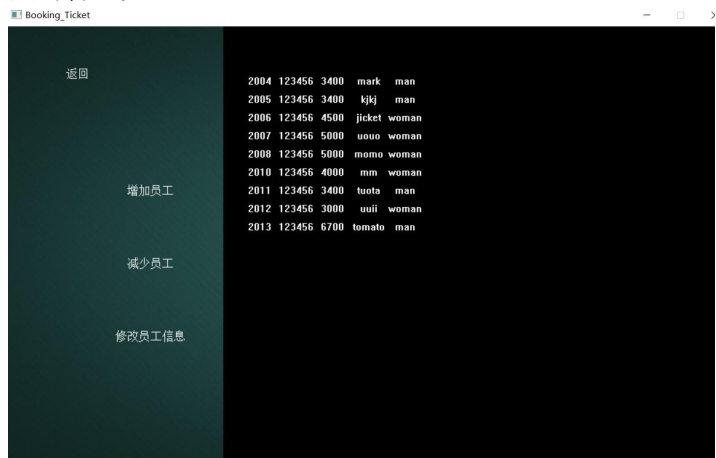 Booking_Ticket
返回
增加员工
减少员工
修改员工信息
2004 123456 3400 mark man
2005 123456 3400 kjkj man
2006 123456 4500 jicket woman
2007 123456 5000 uouo woman
2008 123456 5000 momo woman
2010 123456 4000 mm woman
2011 123456 3400 tuota man
2012 123456 3000 uuii woman
2013 123456 6700 tomato man